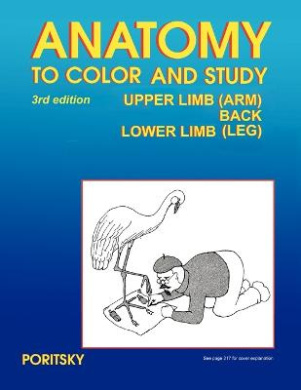 ANATOMY
TO COLOR AND STUDY
3rd edition
UPPER LIMB (ARM)
BACK
LOWER LIMB (LEG)
PORITSKY
See page 217 for cover explanation